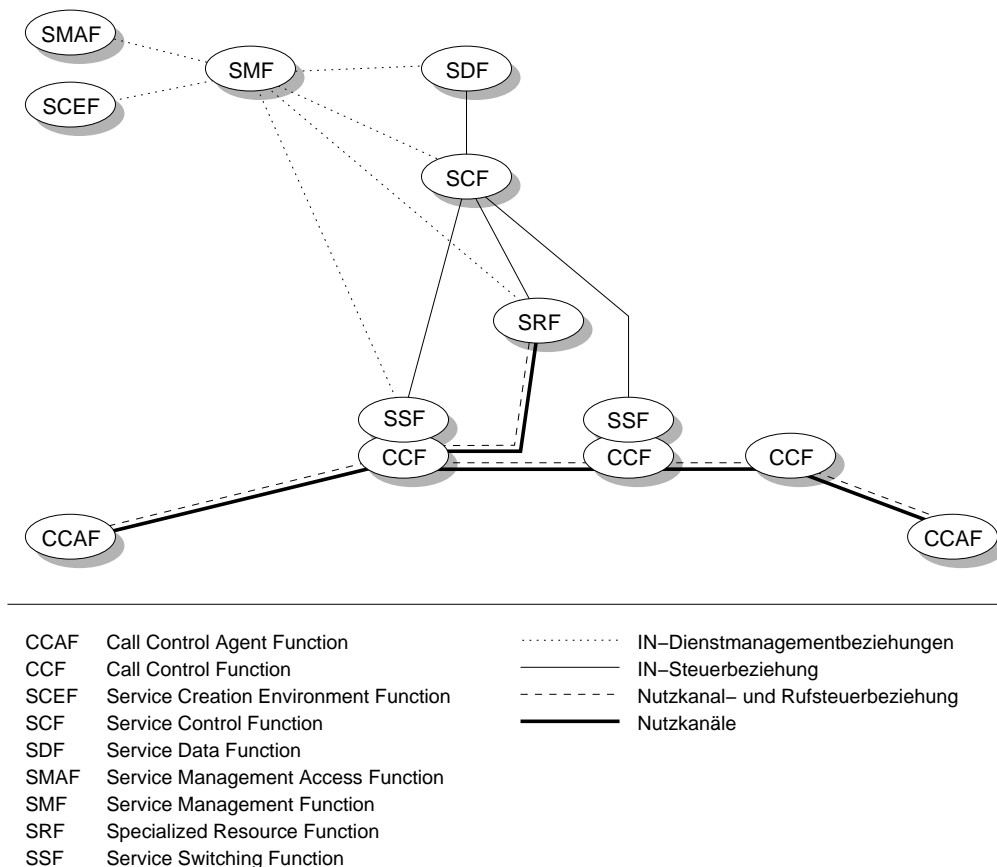 SMAF
SMF
SDF
SCEF
SCF
SRF
SSF
SSF
CCF
CCF
CCF
CCAF
CCAF
CCAF Call Control Agent Function
CCF Call Control Function
SCEF Service Creation Environment Function
SCF Service Control Function
SDF Service Data Function
SMAF Service Management Access Function
SMF Service Management Function
SRF Specialized Resource Function
SSF Service Switching Function
IN−Dienstmanagementbeziehungen
IN−Steuerbeziehung
Nutzkanal− und Rufsteuerbeziehung
Nutzkanäle